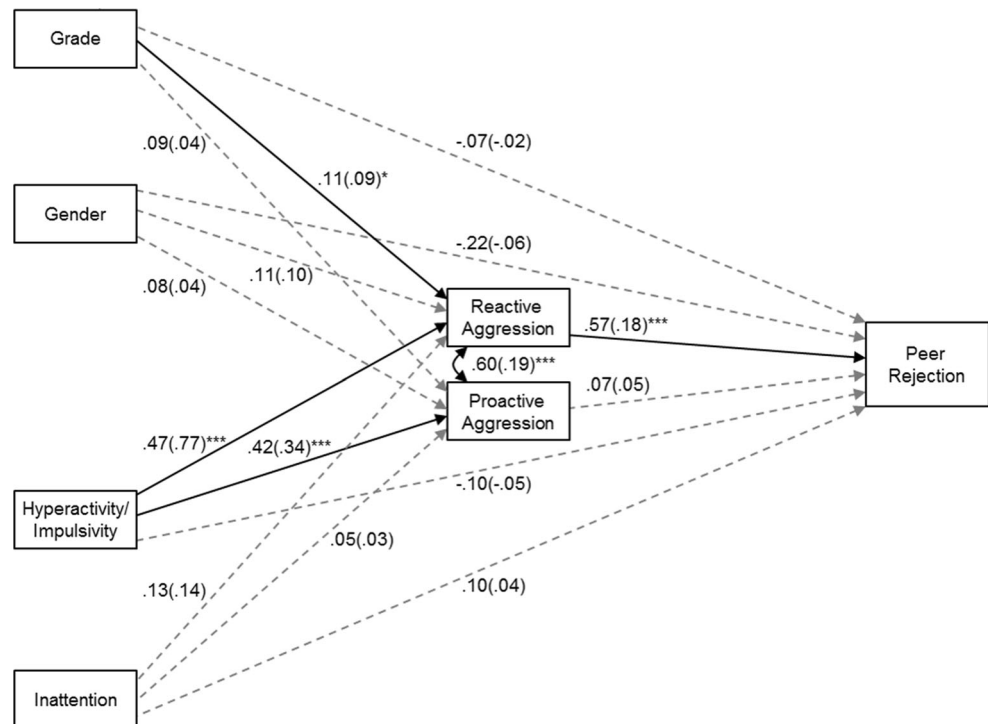 Grade
.09(.04)
-.07(-.02)
.11(.09)*
Gender
-.22(-.06)
.11(.10)
.08(.04)
Reactive
Aggression
.57(.18)***
Peer
Rejection
.60(.19)***
.07(.05)
Proactive
Aggression
.47(.77)***
.42(.34)***
-.10(-.05)
Hyperactivity/
Impulsivity
.05(.03)
.13(.14)
.10(.04)
Inattention